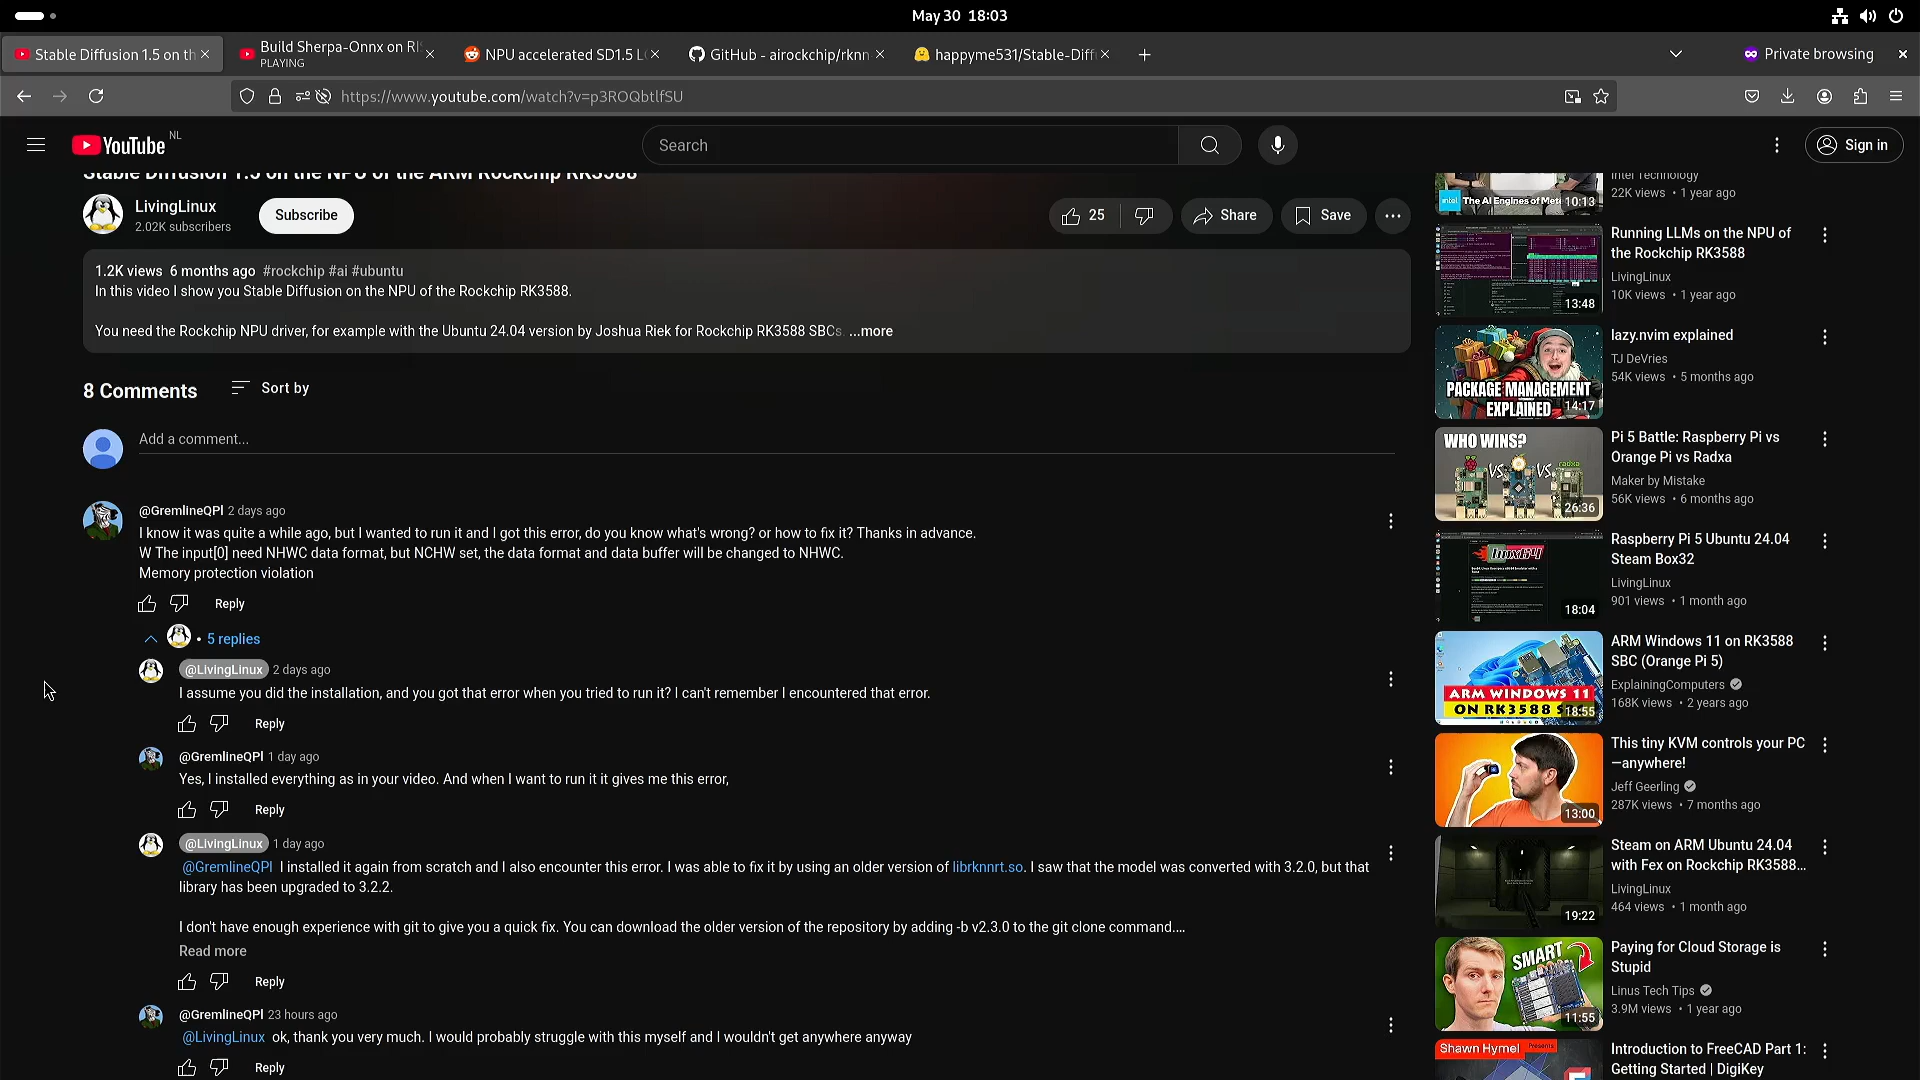 May 30 18:03
Stable Diffusion 1.5 on th
Build Sherpa-Onnx on RI
PLAYING
NPU accelerated SD1.5 L
GitHub - airockchip/rknn
happyme531/Stable-Diff
Private browsing
https://www.youtube.com/watch?v=p3ROQbtlfSU
YouTube NL
Search
Sign in
Stable Diffusion 1.5 on the NPU of the ARM Rockchip RK3588
LivingLinux
2.02K subscribers
Subscribe
25
Share
Save
1.2K views 6 months ago #rockchip #ai #ubuntu
In this video I show you Stable Diffusion on the NPU of the Rockchip RK3588.
You need the Rockchip NPU driver, for example with the Ubuntu 24.04 version by Joshua Riek for Rockchip RK3588 SBCs. ...more
8 Comments
Sort by
Add a comment...
@GremlineQPl 2 days ago
I know it was quite a while ago, but I wanted to run it and I got this error, do you know what's wrong? or how to fix it? Thanks in advance.
W The input[0] need NHWC data format, but NCHW set, the data format and data buffer will be changed to NHWC.
Memory protection violation
Reply
• 5 replies
@LivingLinux 2 days ago
I assume you did the installation, and you got that error when you tried to run it? I can't remember I encountered that error.
Reply
@GremlineQPl 1 day ago
Yes, I installed everything as in your video. And when I want to run it it gives me this error,
Reply
@LivingLinux 1 day ago
@GremlineQPl I installed it again from scratch and I also encounter this error. I was able to fix it by using an older version of librknnrt.so. I saw that the model was converted with 3.2.0, but that
library has been upgraded to 3.2.2.
I don't have enough experience with git to give you a quick fix. You can download the older version of the repository by adding -b v2.3.0 to the git clone command....
Read more
Reply
@GremlineQPl 23 hours ago
@LivingLinux ok, thank you very much. I would probably struggle with this myself and I wouldn't get anywhere anyway
Reply
intel The AI Engines of Mete 10:13
Intel Technology
22K views • 1 year ago
13:48
Running LLMs on the NPU of
the Rockchip RK3588
LivingLinux
10K views • 1 year ago
PACKAGE MANAGEMENT
EXPLAINED
14:17
lazy.nvim explained
TJ DeVries
54K views • 5 months ago
WHO WINS?
VS. VS.
radxa
26:36
Pi 5 Battle: Raspberry Pi vs
Orange Pi vs Radxa
Maker by Mistake
56K views • 6 months ago
box64
18:04
Raspberry Pi 5 Ubuntu 24.04
Steam Box32
LivingLinux
901 views • 1 month ago
ARM WINDOWS 11
ON RK3588 S
18:55
ARM Windows 11 on RK3588
SBC (Orange Pi 5)
ExplainingComputers
168K views • 2 years ago
13:00
This tiny KVM controls your PC
—anywhere!
Jeff Geerling
287K views • 7 months ago
19:22
Steam on ARM Ubuntu 24.04
with Fex on Rockchip RK3588...
LivingLinux
464 views • 1 month ago
SMART
11:55
Paying for Cloud Storage is
Stupid
Linus Tech Tips
3.9M views • 1 year ago
Shawn Hymel Presents
Introduction to FreeCAD Part 1:
Getting Started | DigiKey